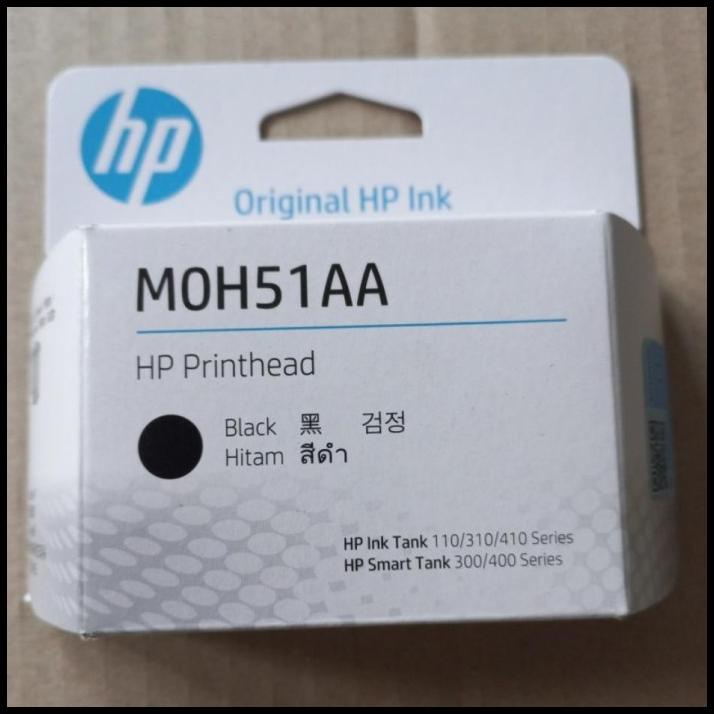 hp
Original HP Ink
M0H51AA
HP Printhead
Black 黑 검정
Hitam สีดำ
HP Ink Tank 110/310/410 Series
HP Smart Tank 300/400 Series